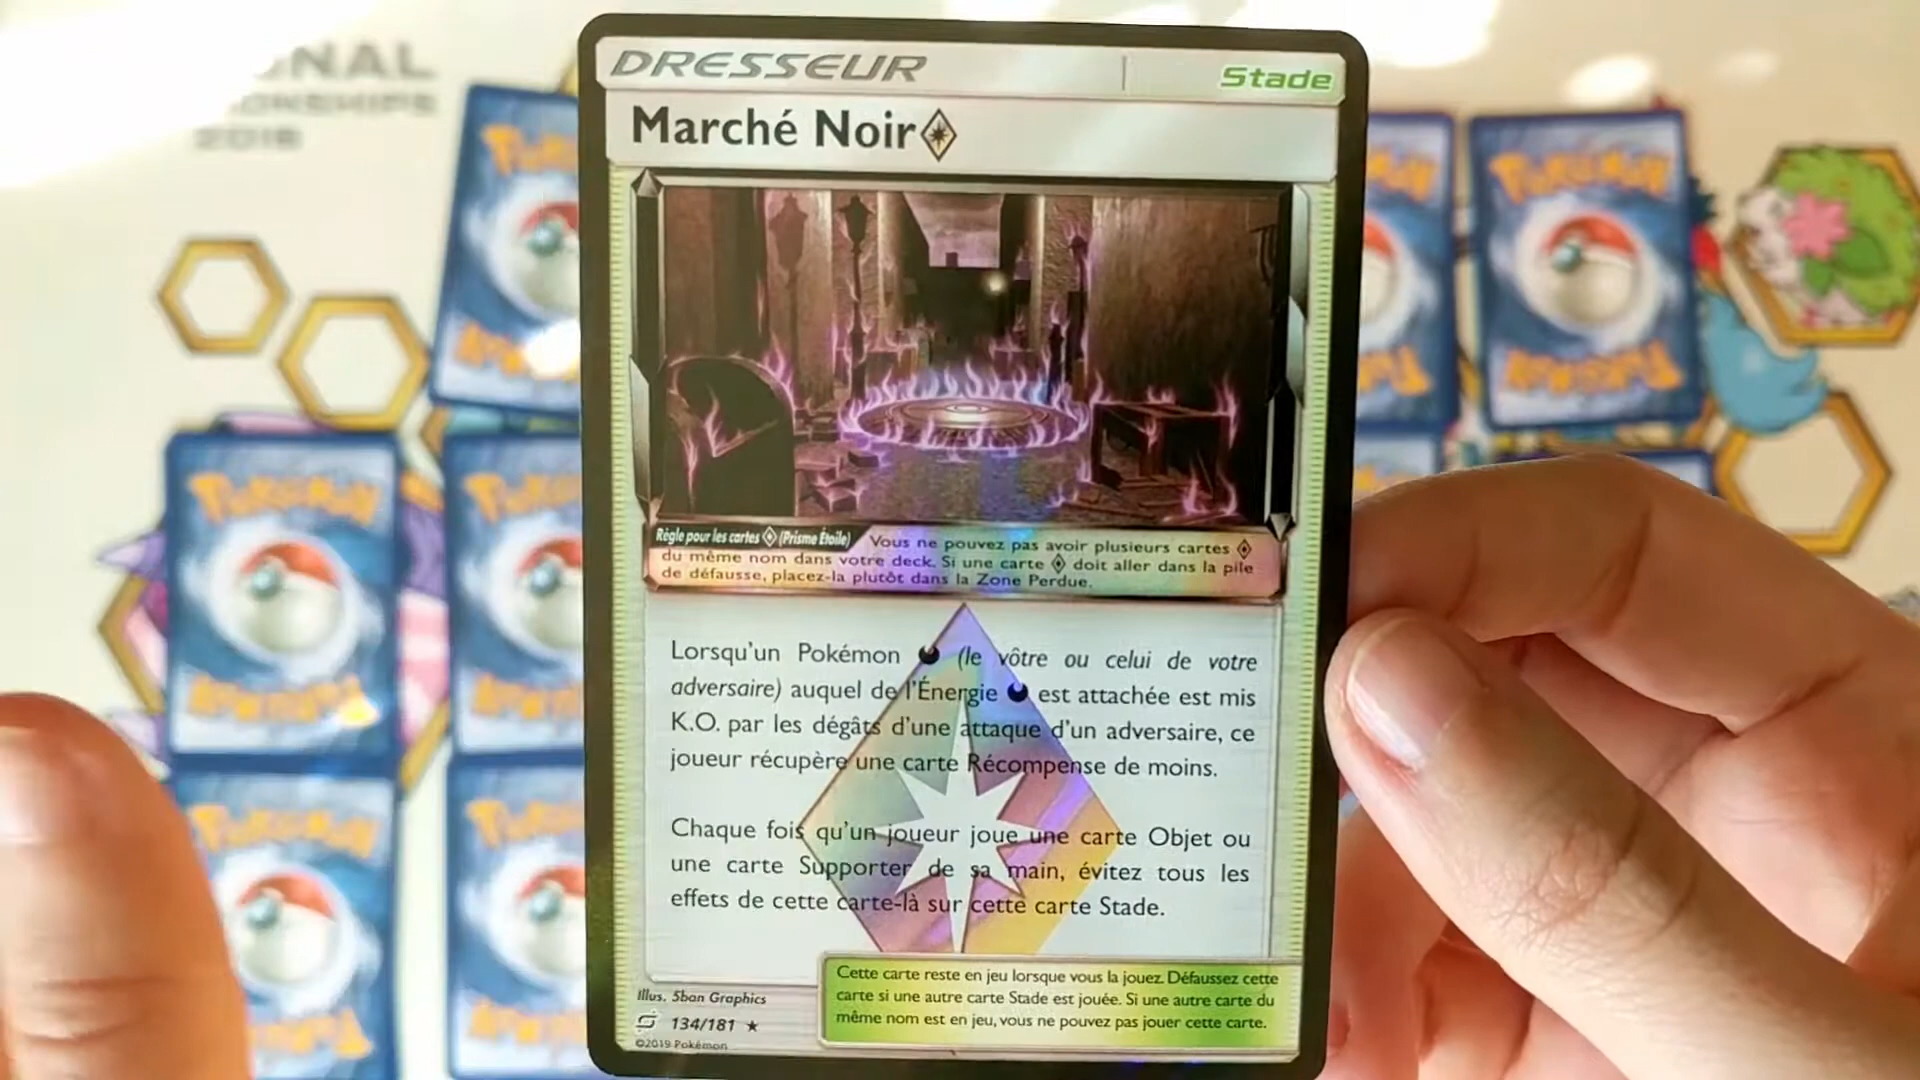 DRESSEUR
Stade
Marché Noir
Règle pour les cartes (Prisme Étoile) Vous ne pouvez pas avoir plusieurs cartes
du même nom dans votre deck. Si une carte doit aller dans la pile
de défausse, placez-la plutôt dans la Zone Perdue.
Lorsqu'un Pokémon (le vôtre ou celui de votre
adversaire) auquel de l'Énergie est attachée est mis
K.O. par les dégâts d'une attaque d'un adversaire, ce
joueur récupère une carte Récompense de moins.
Chaque fois qu'un joueur joue une carte Objet ou
une carte Supporter de sa main, évitez tous les
effets de cette carte-là sur cette carte Stade.
Cette carte reste en jeu lorsque vous la jouez. Défaussez cette
carte si une autre carte Stade est jouée. Si une autre carte du
même nom est en jeu, vous ne pouvez pas jouer cette carte.
Illus. 5ban Graphics
134/181
©2019 Pokémon